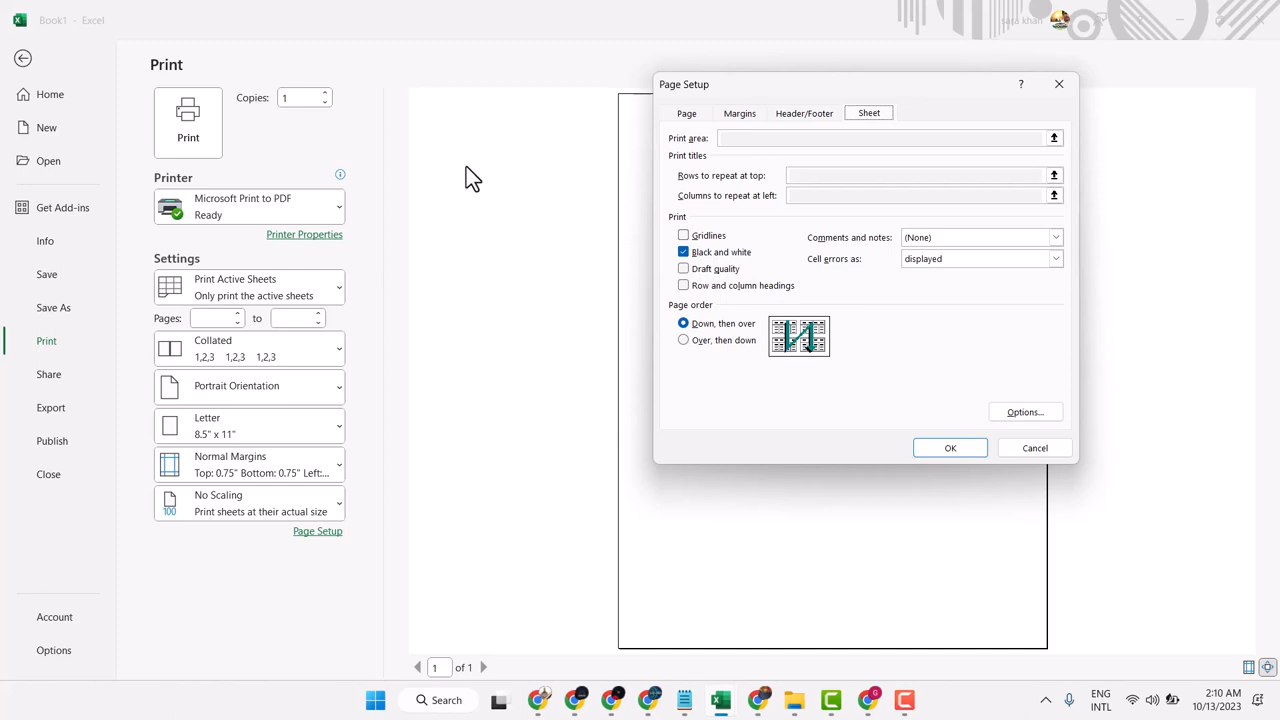 Book1 - Excel
sara khan
Print
Home
New
Open
Get Add-ins
Info
Save
Save As
Print
Share
Export
Publish
Close
Account
Options
Print
Copies: 1
Printer
Microsoft Print to PDF
Ready
Printer Properties
Settings
Print Active Sheets
Only print the active sheets
Pages: to
Collated
1,2,3 1,2,3 1,2,3
Portrait Orientation
Letter
8.5" x 11"
Normal Margins
Top: 0.75" Bottom: 0.75" Left:...
100
No Scaling
Print sheets at their actual size
Page Setup
Page Setup
?
Page Margins Header/Footer Sheet
Print area:
Print titles
Rows to repeat at top:
Columns to repeat at left:
Print
Gridlines
Black and white
Draft quality
Row and column headings
Comments and notes: (None)
Cell errors as: displayed
Page order
Down, then over
Over, then down
Options...
OK Cancel
1 of 1
Search
ENG
INTL
2:10 AM
10/13/2023